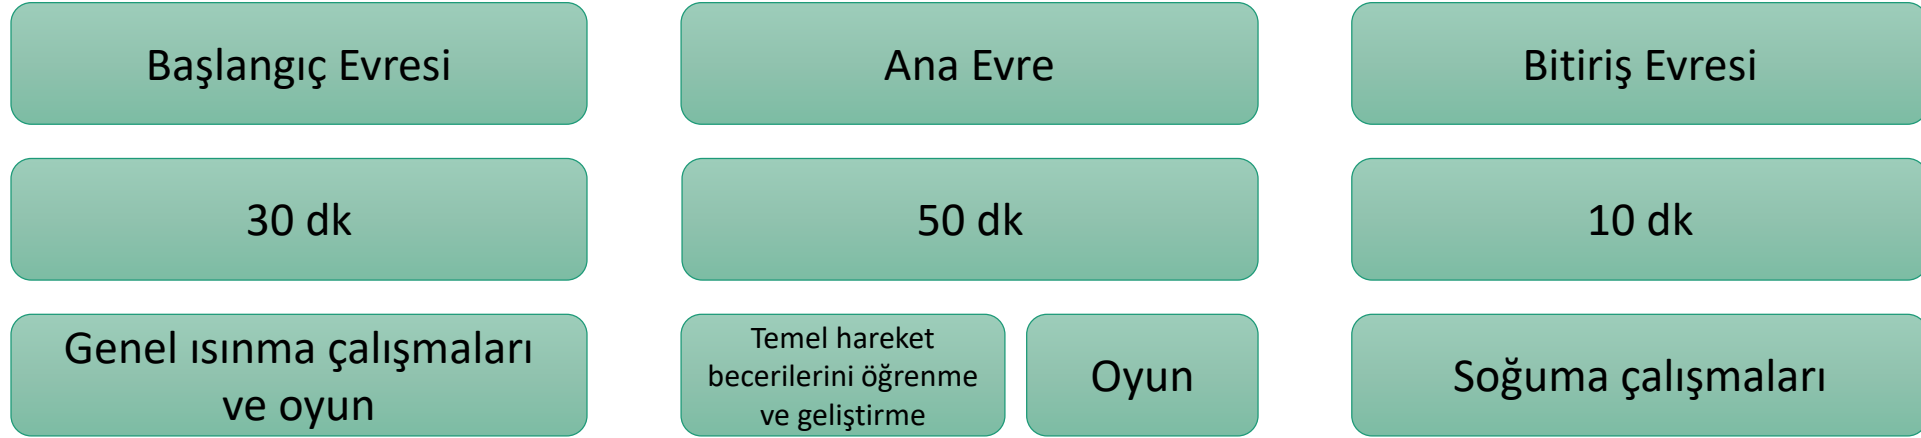 Başlangıç Evresi
Ana Evre
Bitiriş Evresi
30 dk
50 dk
10 dk
Genel ısınma çalışmaları
ve oyun
Temel hareket
becerilerini öğrenme
ve geliştirme
Oyun
Soğuma çalışmaları